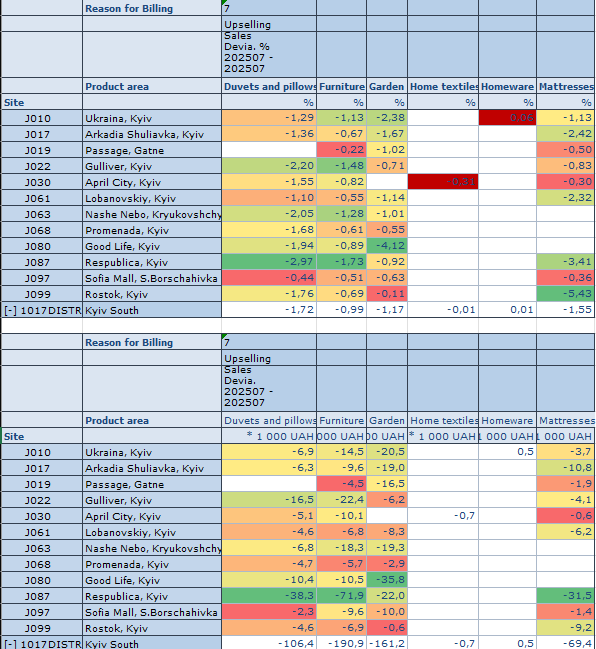 Reason for Billing 7
Upselling
Sales
Devia. %
202507 -
202507
Product area Duvets and pillows Furniture Garden Home textiles Homeware Mattresses
Site % % % % % %
J010 Ukraina, Kyiv -1,29 -1,13 -2,38 0,06 -1,13
J017 Arkadia Shuliavka, Kyiv -1,36 -0,67 -1,67 -2,42
J019 Passage, Gatne -0,22 -1,02 -0,50
J022 Gulliver, Kyiv -2,20 -1,48 -0,71 -0,83
J030 April City, Kyiv -1,55 -0,82 -0,31 -0,30
J061 Lobanovskiy, Kyiv -1,10 -0,55 -1,14 -2,32
J063 Nashe Nebo, Kryukovshchy -2,05 -1,28 -1,01
J068 Promenada, Kyiv -1,68 -0,61 -0,55
J080 Good Life, Kyiv -1,94 -0,89 -4,12
J087 Respublica, Kyiv -2,97 -1,73 -0,92 -3,41
J097 Sofia Mall, S.Borschahivka -0,44 -0,51 -0,63 -0,36
J099 Rostok, Kyiv -1,76 -0,69 -0,11 -5,43
[-] 1017DISTR Kyiv South -1,72 -0,99 -1,17 -0,01 0,01 -1,55
Reason for Billing 7
Upselling
Sales
Devia.
202507 -
202507
Product area Duvets and pillows Furniture Garden Home textiles Homeware Mattresses
Site * 1 000 UAH 000 UAH 00 UAH * 1 000 UAH 1 000 UAH 1 000 UAH
J010 Ukraina, Kyiv -6,9 -14,5 -20,5 0,5 -3,7
J017 Arkadia Shuliavka, Kyiv -6,3 -9,6 -19,0 -10,8
J019 Passage, Gatne -4,5 -16,5 -1,9
J022 Gulliver, Kyiv -16,5 -22,4 -6,2 -4,1
J030 April City, Kyiv -5,1 -10,1 -0,7 -0,6
J061 Lobanovskiy, Kyiv -4,6 -6,8 -8,3 -6,2
J063 Nashe Nebo, Kryukovshchy -6,8 -18,3 -19,3
J068 Promenada, Kyiv -4,7 -5,7 -2,9
J080 Good Life, Kyiv -10,4 -10,5 -35,8
J087 Respublica, Kyiv -38,3 -71,9 -22,0 -31,5
J097 Sofia Mall, S.Borschahivka -2,3 -9,6 -10,0 -1,4
J099 Rostok, Kyiv -4,6 -6,9 -0,6 -9,2
[-] 1017DISTR Kyiv South -106,4 -190,9 -161,2 -0,7 0,5 -69,4